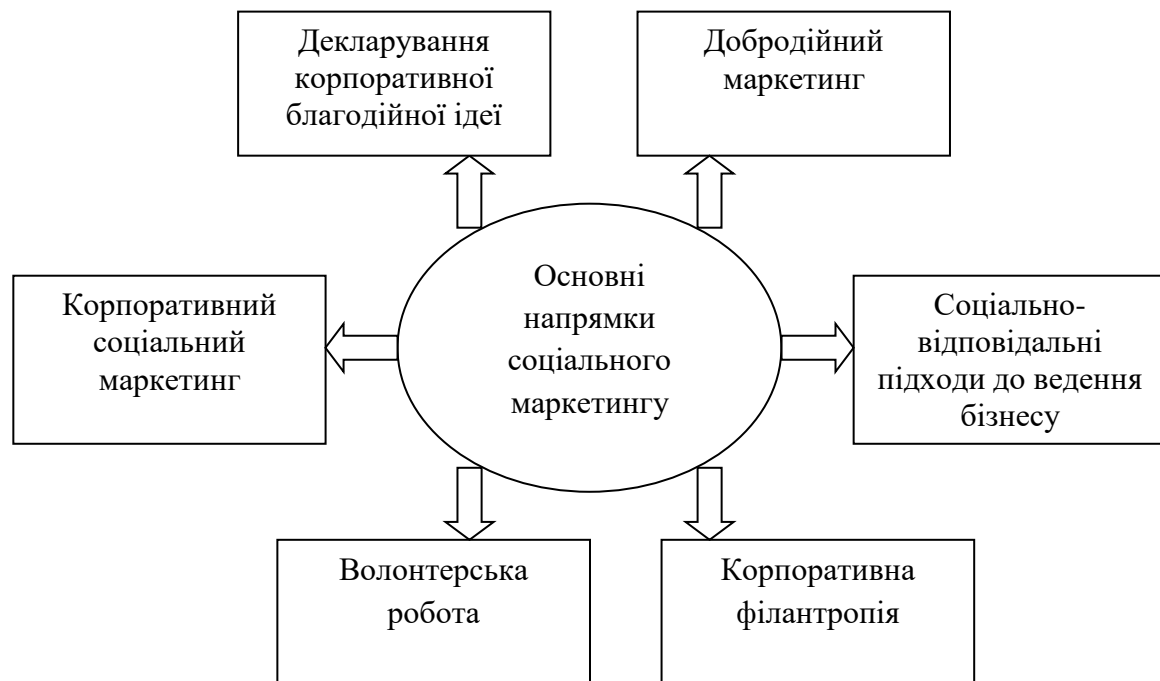 Декларування
корпоративної
благодійної ідеї
Добродійний
маркетинг
Корпоративний
соціальний
маркетинг
Основні
напрямки
соціального
маркетингу
Соціально-
відповідальні
підходи до ведення
бізнесу
Волонтерська
робота
Корпоративна
філантропія